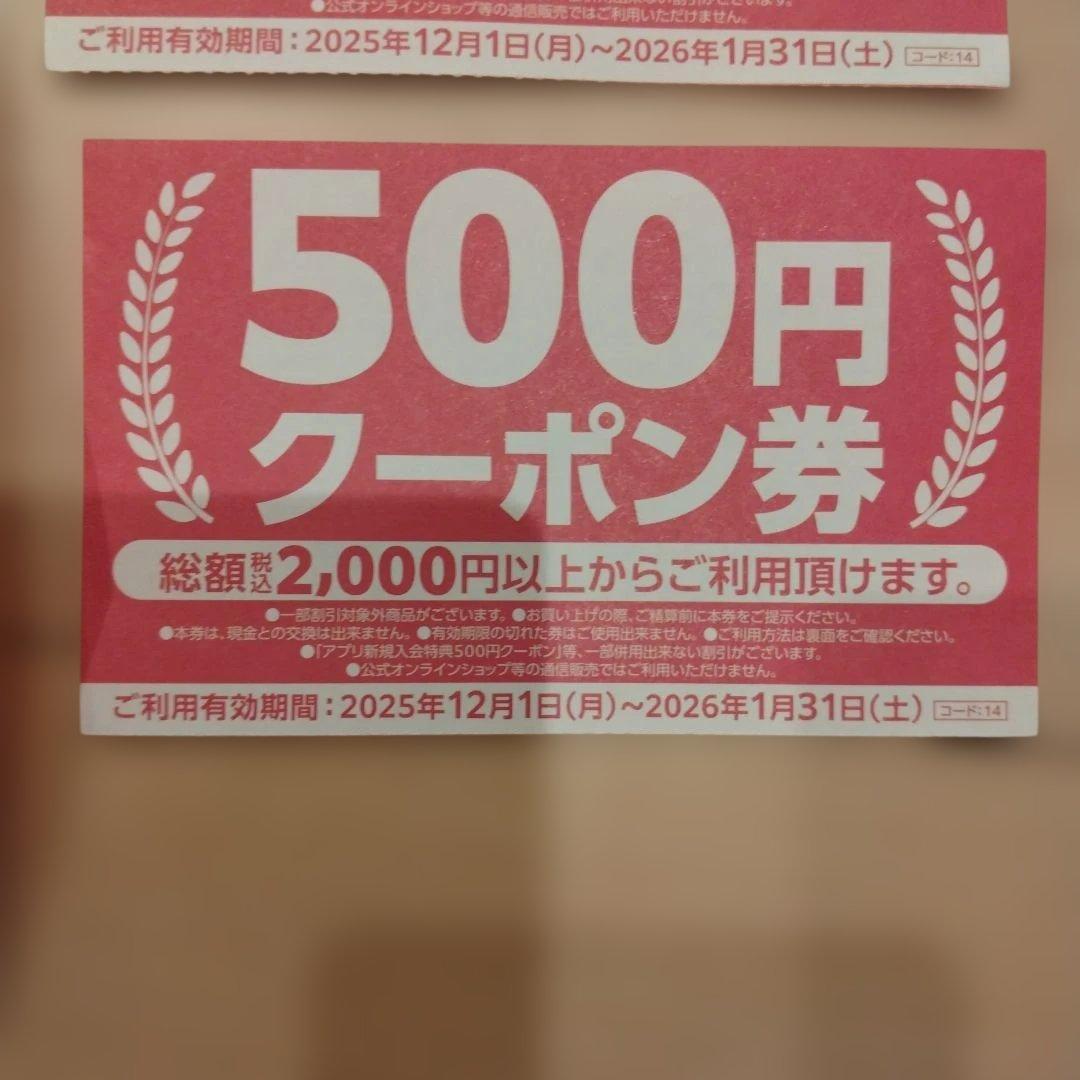 ●公式オンラインショップ等の通信販売ではご利用いただけません。
ご利用有効期間:2025年12月1日(月)~2026年1月31日(土) コード:14
500円
クーポン券
総額税込2,000円以上からご利用頂けます。
●一部割引対象外商品がございます。●お買い上げの際、ご精算前に本券をご提示ください。
●本券は、現金との交換は出来ません。●有効期限の切れた券はご使用出来ません。●ご利用方法は裏面をご確認ください。
●「アプリ新規入会特典500円クーポン」等、一部併用出来ない割引がございます。
●公式オンラインショップ等の通信販売ではご利用いただけません。
ご利用有効期間:2025年12月1日(月)~2026年1月31日(土) コード:14